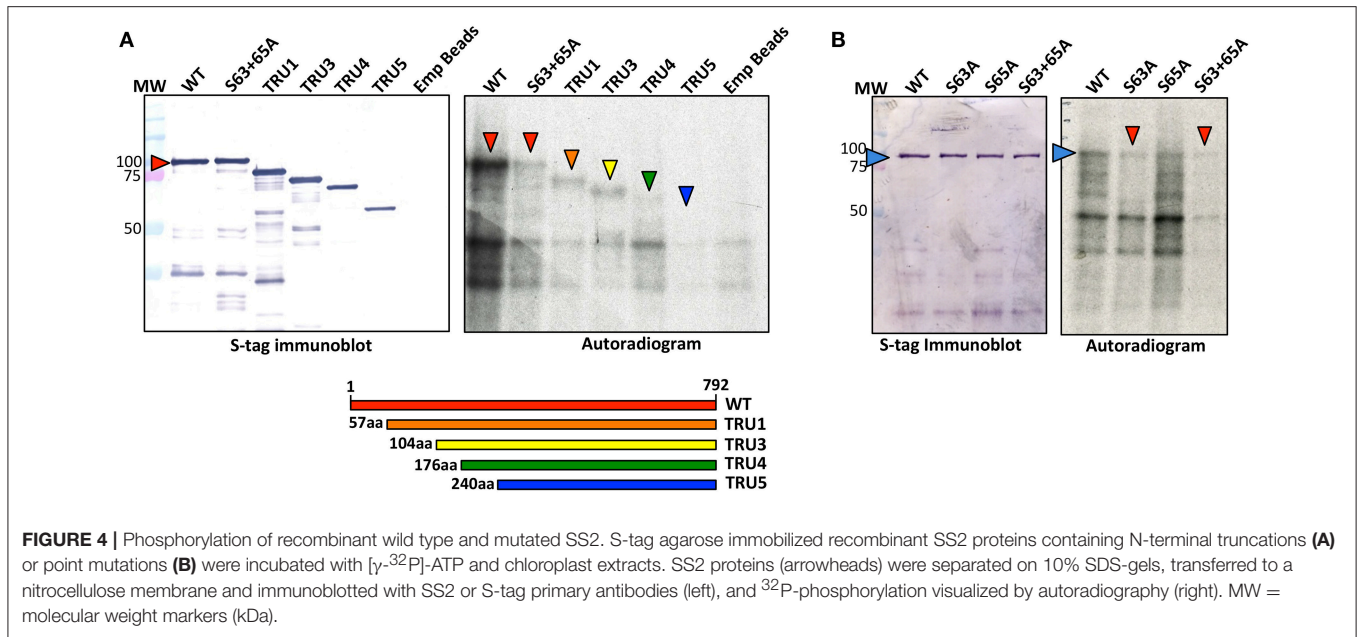 A
B
MW
WT
S63+65A
TRU1
TRU3
TRU4
TRU5
Emp Beads
WT
S63+65A
TRU1
TRU3
TRU4
TRU5
Emp Beads
MW
WT
S63A
S65A
S63+65A
WT
S63A
S65A
S63+65A
100
75
50
100
75
50
S-tag immunoblot
Autoradiogram
S-tag Immunoblot
Autoradiogram
1
792
WT
57aa
TRU1
104aa
TRU3
176aa
TRU4
240aa
TRU5
FIGURE 4 | Phosphorylation of recombinant wild type and mutated SS2. S-tag agarose immobilized recombinant SS2 proteins containing N-terminal truncations (A)
or point mutations (B) were incubated with [γ-³²P]-ATP and chloroplast extracts. SS2 proteins (arrowheads) were separated on 10% SDS-gels, transferred to a
nitrocellulose membrane and immunoblotted with SS2 or S-tag primary antibodies (left), and ³²P-phosphorylation visualized by autoradiography (right). MW =
molecular weight markers (kDa).